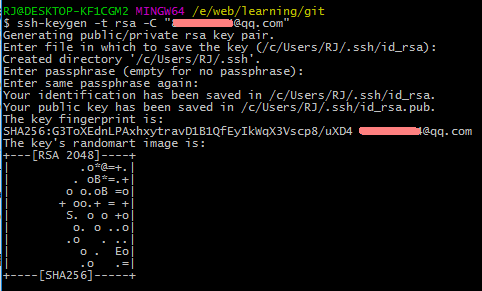 RJ@DESKTOP-KF1CGM2 MINGW64 /e/web/learning/git
$ ssh-keygen -t rsa -C "a@qq.com"
Generating public/private rsa key pair.
Enter file in which to save the key (/c/Users/RJ/.ssh/id_rsa):
Created directory '/c/Users/RJ/.ssh'.
Enter passphrase (empty for no passphrase):
Enter same passphrase again:
Your identification has been saved in /c/Users/RJ/.ssh/id_rsa.
Your public key has been saved in /c/Users/RJ/.ssh/id_rsa.pub.
The key fingerprint is:
SHA256:G3ToXEdnLPAxhxytravD1B1QfEyIkWqX3Vscp8/uXD4 @qq.com
The key's randomart image is:
+---[RSA 2048]----+
|          .o*@=+.|
|         . oB*=.+|
|        o o.oB =o|
|       + oo.+ = +|
|        S. o o +o|
|         o. o ..o|
|        .o   . ..|
|          o .  Eo|
|         .o   .=|
+----[SHA256]-----+